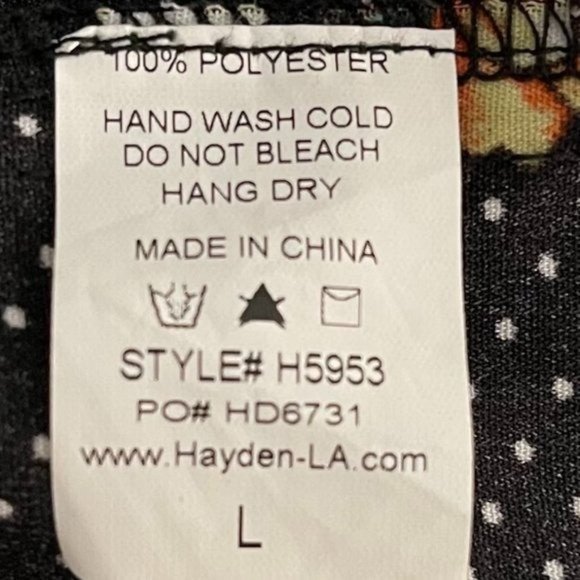 100% POLYESTER
HAND WASH COLD
DO NOT BLEACH
HANG DRY
MADE IN CHINA
STYLE# H5953
PO# HD6731
www.Hayden-LA.com
L